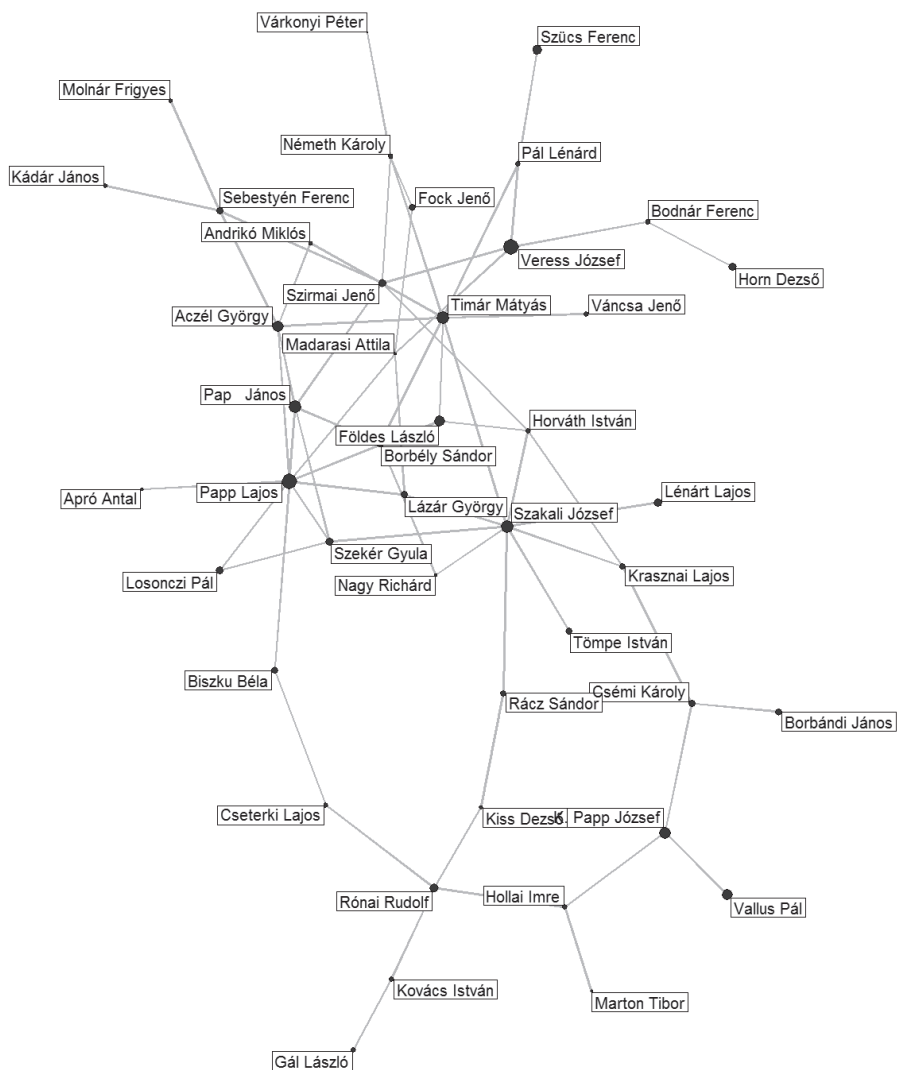 Várkonyi Péter
Szücs Ferenc
Molnár Frigyes
Németh Károly
Pál Lénárd
Kádár János
Sebestyén Ferenc
Fock Jenő
Bodnár Ferenc
Andrikó Miklós
Veress József
Horn Dezső
Szirmai Jenő
Timár Mátyás
Váncsa Jenő
Aczél György
Madarasi Attila
Pap János
Földes László
Horváth István
Borbély Sándor
Apró Antal
Papp Lajos
Lázár György
Szakali József
Lénárt Lajos
Szekér Gyula
Losonczi Pál
Nagy Richárd
Krasznai Lajos
Tömpe István
Biszku Béla
Rácz Sándor
Csémi Károly
Borbándi János
Cseterki Lajos
Kiss Dezső
K. Papp József
Rónai Rudolf
Hollai Imre
Vallus Pál
Kovács István
Marton Tibor
Gál László